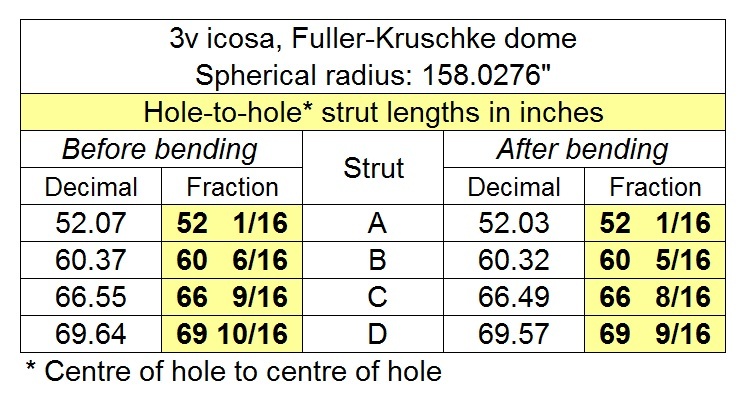 3v icosa, Fuller-Kruschke dome
Spherical radius: 158.0276"
Hole-to-hole* strut lengths in inches
Before bending Strut After bending
Decimal Fraction Decimal Fraction
52.07 52 1/16 A 52.03 52 1/16
60.37 60 6/16 B 60.32 60 5/16
66.55 66 9/16 C 66.49 66 8/16
69.64 69 10/16 D 69.57 69 9/16
* Centre of hole to centre of hole